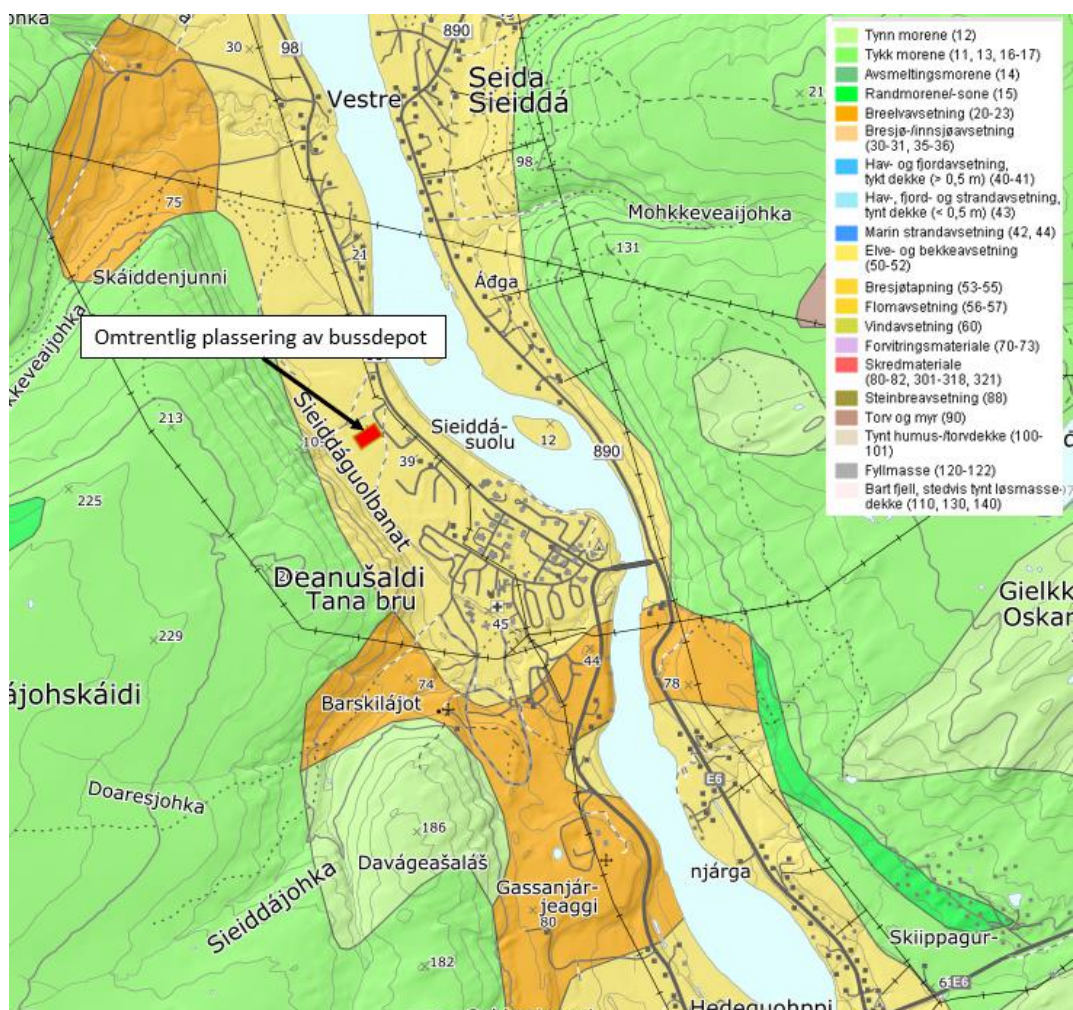 ohka
30
98
890
Seida
Sieiddá
Vestre
21
98
75
Mohkkeveaijohka
131
Skáiddenjunni
21
Áđga
Omtrentlig plassering av bussdepot
kkeveaijohka
213
Sieiddáguolbanat
10
39
Sieiddá-
suolu
12
890
225
Deanušaldi
Tana bru
45
229
Gielkk
Oskar
ájohskáidi
44
74
78
Barskilájot
Doaresjohka
E6
186
Davágeašaláš
njárga
Sieiddájohka
Gassanjár-
jeaggi
80
Skiippagur-
182
E6
Hedeguohppi
Tynn morene (12)
Tykk morene (11, 13, 16-17)
Avsmeltingsmorene (14)
Randmorene/-sone (15)
Breelvavsetning (20-23)
Bresjø-/innsjøavsetning
(30-31, 35-36)
Hav- og fjordavsetning,
tykt dekke (> 0,5 m) (40-41)
Hav-, fjord- og strandavsetning,
tynt dekke (< 0,5 m) (43)
Marin strandavsetning (42, 44)
Elve- og bekkeavsetning
(50-52)
Bresjøtapning (53-55)
Flomavsetning (56-57)
Vindavsetning (60)
Forvitringsmateriale (70-73)
Skredmateriale
(80-82, 301-318, 321)
Steinbreavsetning (88)
Torv og myr (90)
Tynt humus-/torvdekke (100-
101)
Fyllmasse (120-122)
Bart fjell, stedvis tynt løsmasse-
dekke (110, 130, 140)